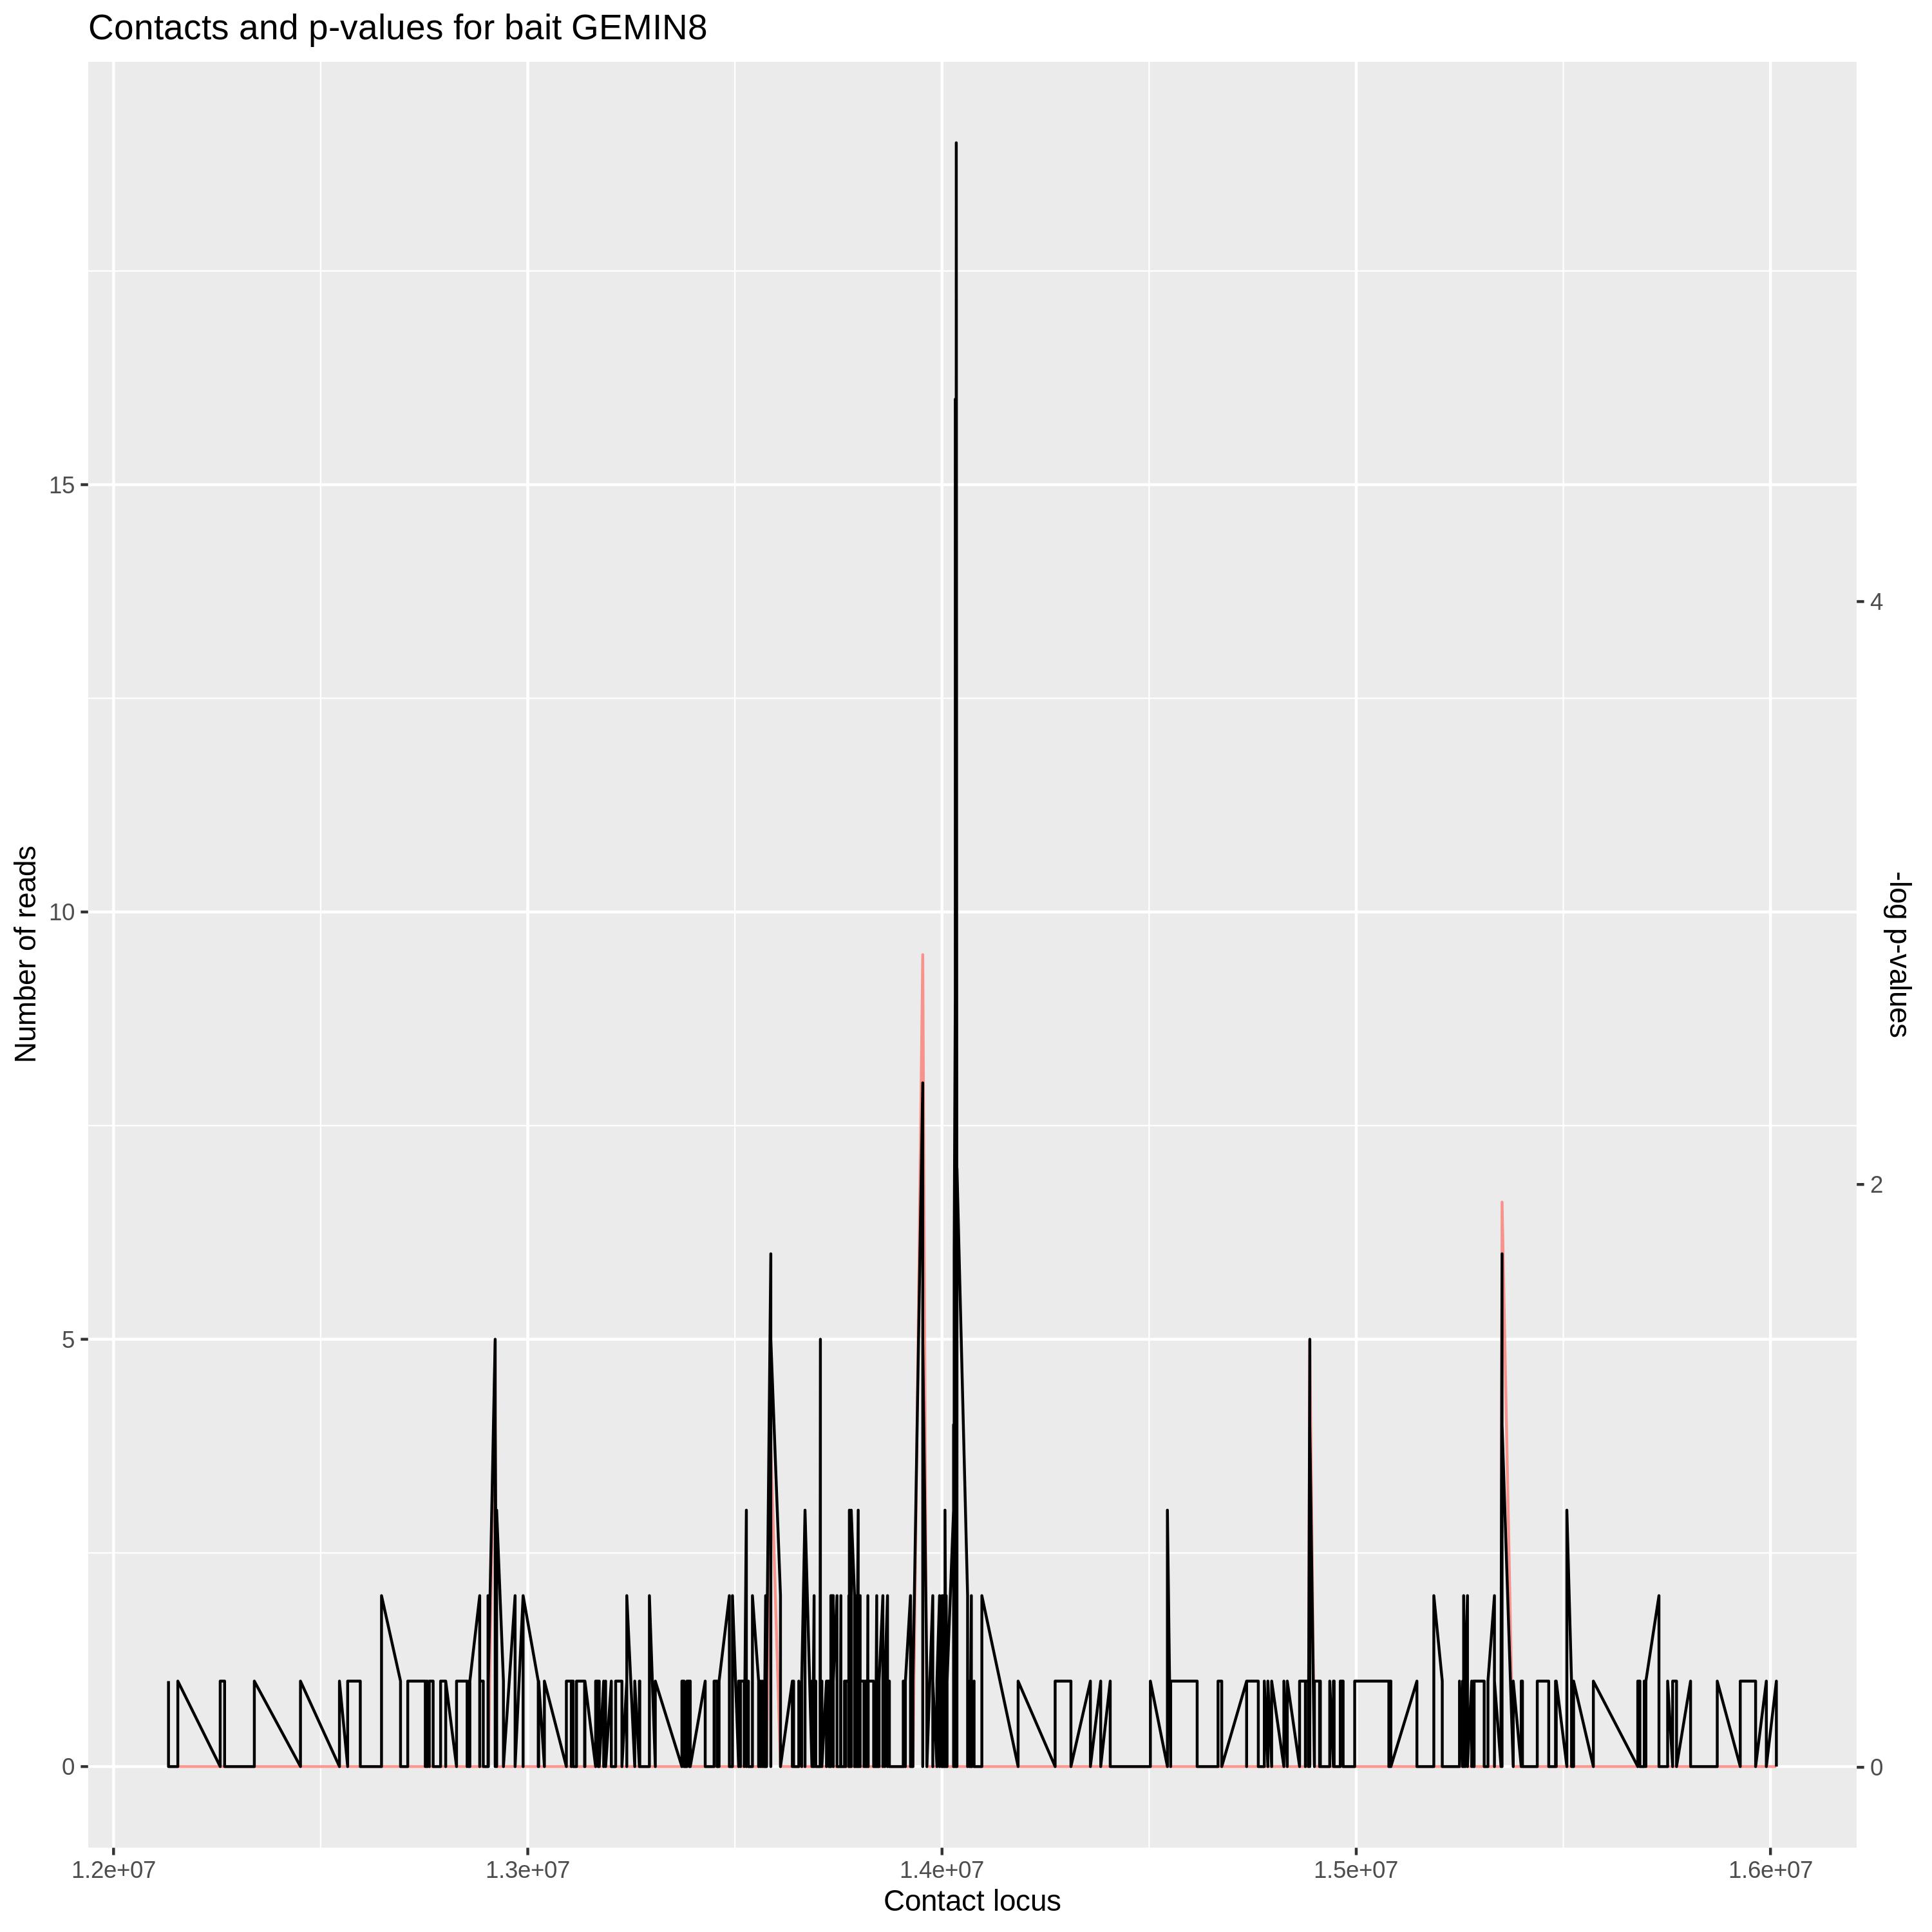 Contacts and p-values for bait GEMIN8
15
10
5
0
Number of reads
4
2
0
-log p-values
1.2e+07 1.3e+07 1.4e+07 1.5e+07 1.6e+07
Contact locus